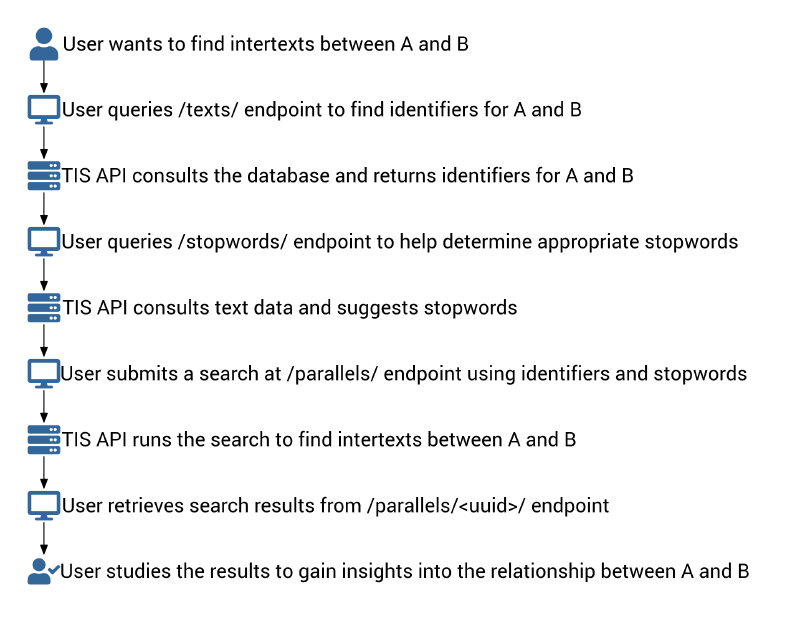 User wants to find intertexts between A and B
User queries /texts/ endpoint to find identifiers for A and B
TIS API consults the database and returns identifiers for A and B
User queries /stopwords/ endpoint to help determine appropriate stopwords
TIS API consults text data and suggests stopwords
User submits a search at /parallels/ endpoint using identifiers and stopwords
TIS API runs the search to find intertexts between A and B
User retrieves search results from /parallels/<uuid>/ endpoint
User studies the results to gain insights into the relationship between A and B